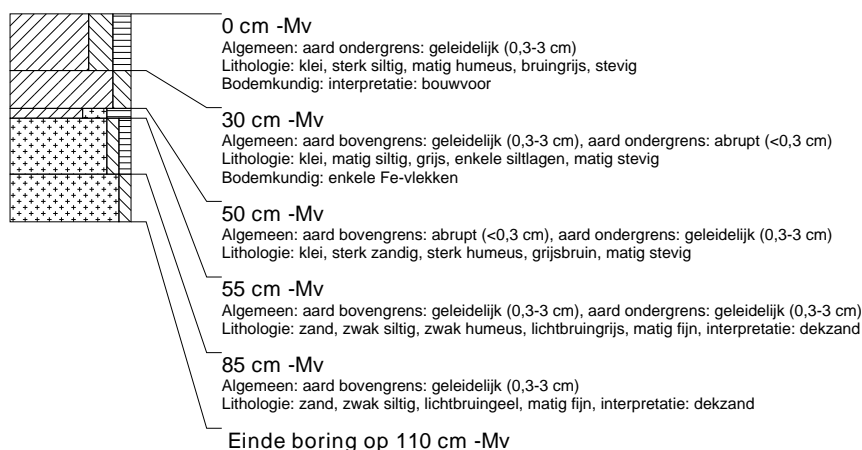 0 cm -Mv
Algemeen: aard ondergrens: geleidelijk (0,3-3 cm)
Lithologie: klei, sterk siltig, matig humeus, bruingrijs, stevig
Bodemkundig: interpretatie: bouwvoor
30 cm -Mv
Algemeen: aard bovengrens: geleidelijk (0,3-3 cm), aard ondergrens: abrupt (<0,3 cm)
Lithologie: klei, matig siltig, grijs, enkele siltlagen, matig stevig
Bodemkundig: enkele Fe-vlekken
50 cm -Mv
Algemeen: aard bovengrens: abrupt (<0,3 cm), aard ondergrens: geleidelijk (0,3-3 cm)
Lithologie: klei, sterk zandig, sterk humeus, grijsbruin, matig stevig
55 cm -Mv
Algemeen: aard bovengrens: geleidelijk (0,3-3 cm), aard ondergrens: geleidelijk (0,3-3 cm)
Lithologie: zand, zwak siltig, zwak humeus, lichtbruingrijs, matig fijn, interpretatie: dekzand
85 cm -Mv
Algemeen: aard bovengrens: geleidelijk (0,3-3 cm)
Lithologie: zand, zwak siltig, lichtbruingeel, matig fijn, interpretatie: dekzand
Einde boring op 110 cm -Mv